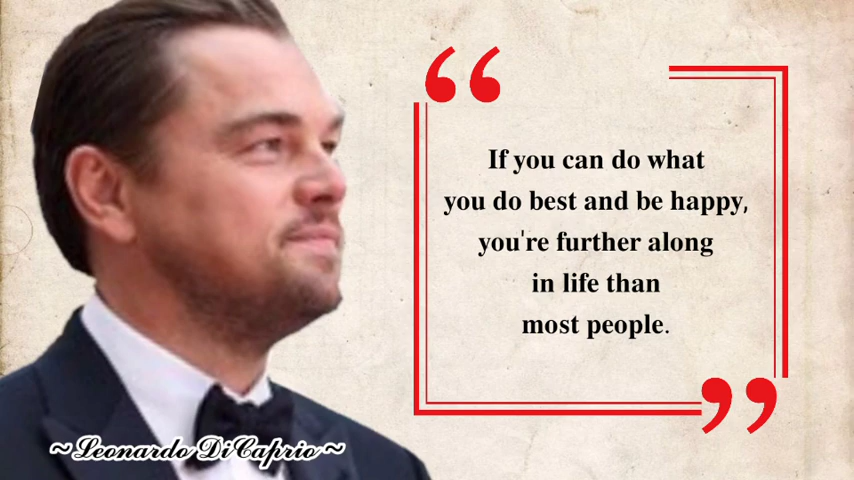 If you can do what
you do best and be happy,
you're further along
in life than
most people.
~Leonardo DiCaprio~